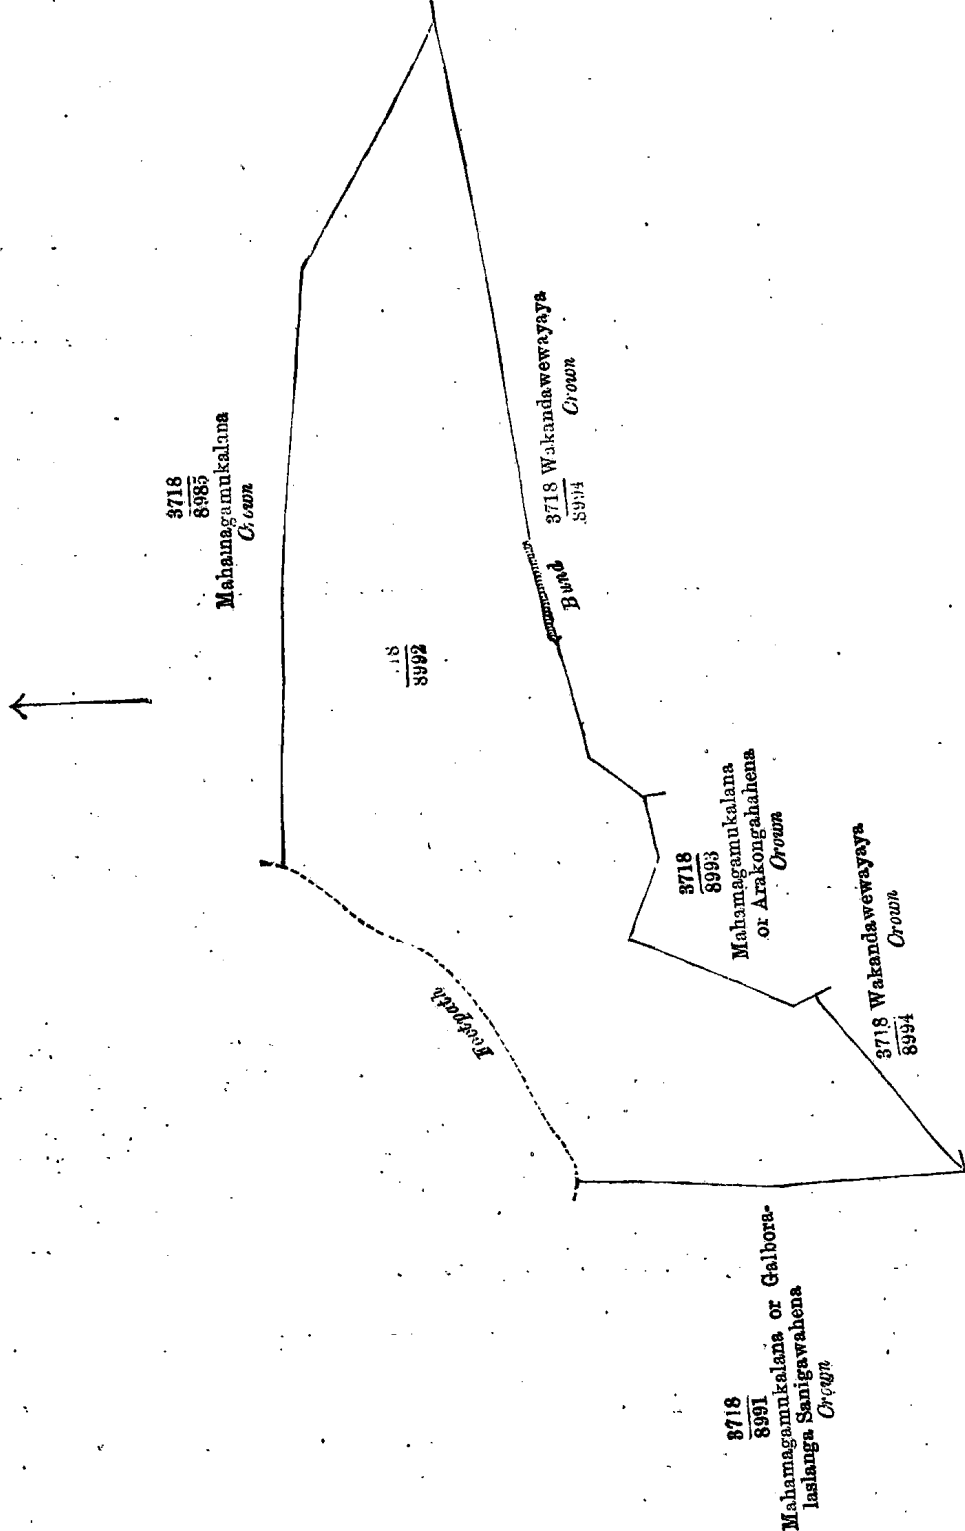 3718
8985
Mahamagamukalana
Crown
3718 Wakandawewayaya
8994
Crown
Bund
8992
3718
8993
Mahamagamukalana
or Arakongahahena
Crown
Footpath
3718 Wakandawewayaya
8994
Crown
3718
8991
Mahamagamukalana or Galbora-
laslanga Sanigawahena
Crown